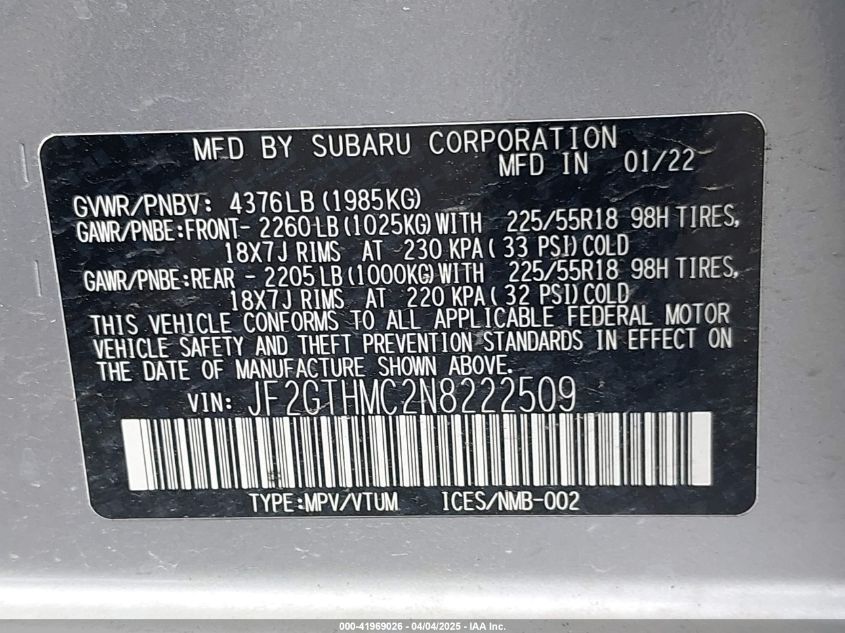 MFD BY SUBARU CORPORATION
MFD IN 01/22
GVWR/PNBV: 4376LB(1985KG)
GAWR/PNBE:FRONT- 2260LB(1025KG)WITH 225/55R18 98H TIRES,
18X7J RIMS AT 230 KPA( 33 PSI)COLD
GAWR/PNBE:REAR - 2205LB(1000KG)WITH 225/55R18 98H TIRES,
18X7J RIMS AT 220 KPA( 32 PSI)COLD
THIS VEHICLE CONFORMS TO ALL APPLICABLE FEDERAL MOTOR
VEHICLE SAFETY AND THEFT PREVENTION STANDARDS IN EFFECT ON
THE DATE OF MANUFACTURE SHOWN ABOVE.
VIN: JF2GTHMC2N8222509
TYPE:MPV/VTUM ICES/NMB-002
000-41969026 - 04/04/2025 - IAA Inc.